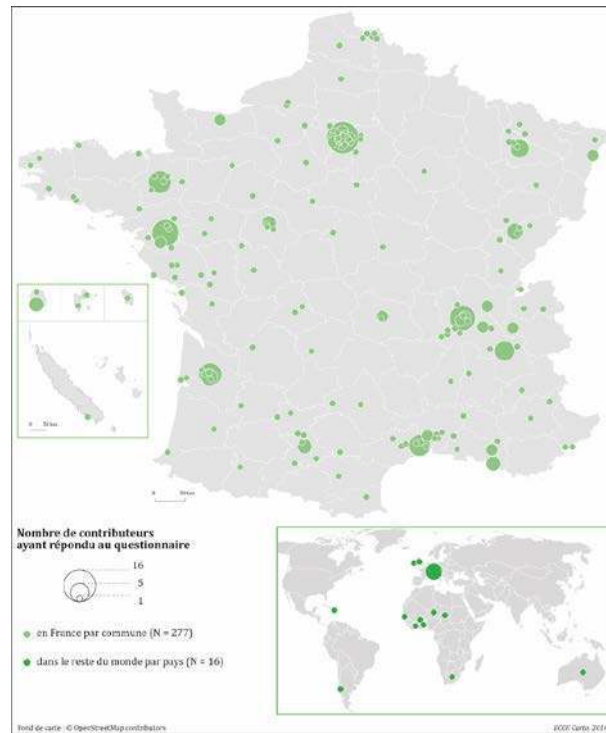 Nombre de contributeurs
ayant répondu au questionnaire
16
5
1
en France par commune (N = 277)
dans le reste du monde par pays (N = 16)
Fond de carte : © OpenStreetMap contributors